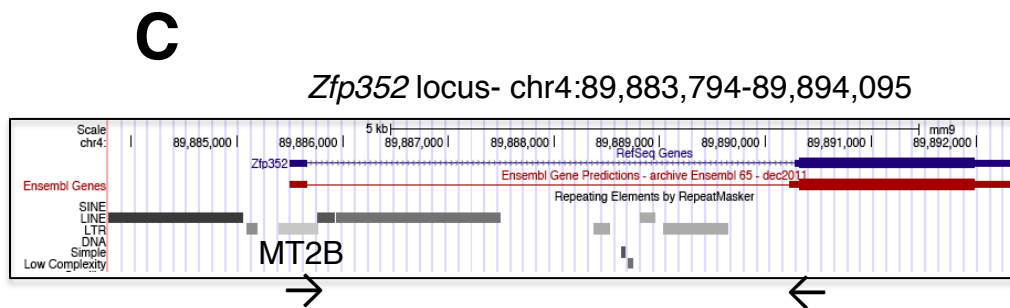 C
Zfp352 locus- chr4:89,883,794-89,894,095
Scale 5 kb mm9
chr4: 89,885,000 89,886,000 89,887,000 89,888,000 89,889,000 89,890,000 89,891,000 89,892,000
RefSeq Genes
Zfp352
Ensembl Gene Predictions - archive Ensembl 65 - dec2011
Ensembl Genes
Repeating Elements by RepeatMasker
SINE
LINE
LTR
DNA
MT2B
Simple
Low Complexity